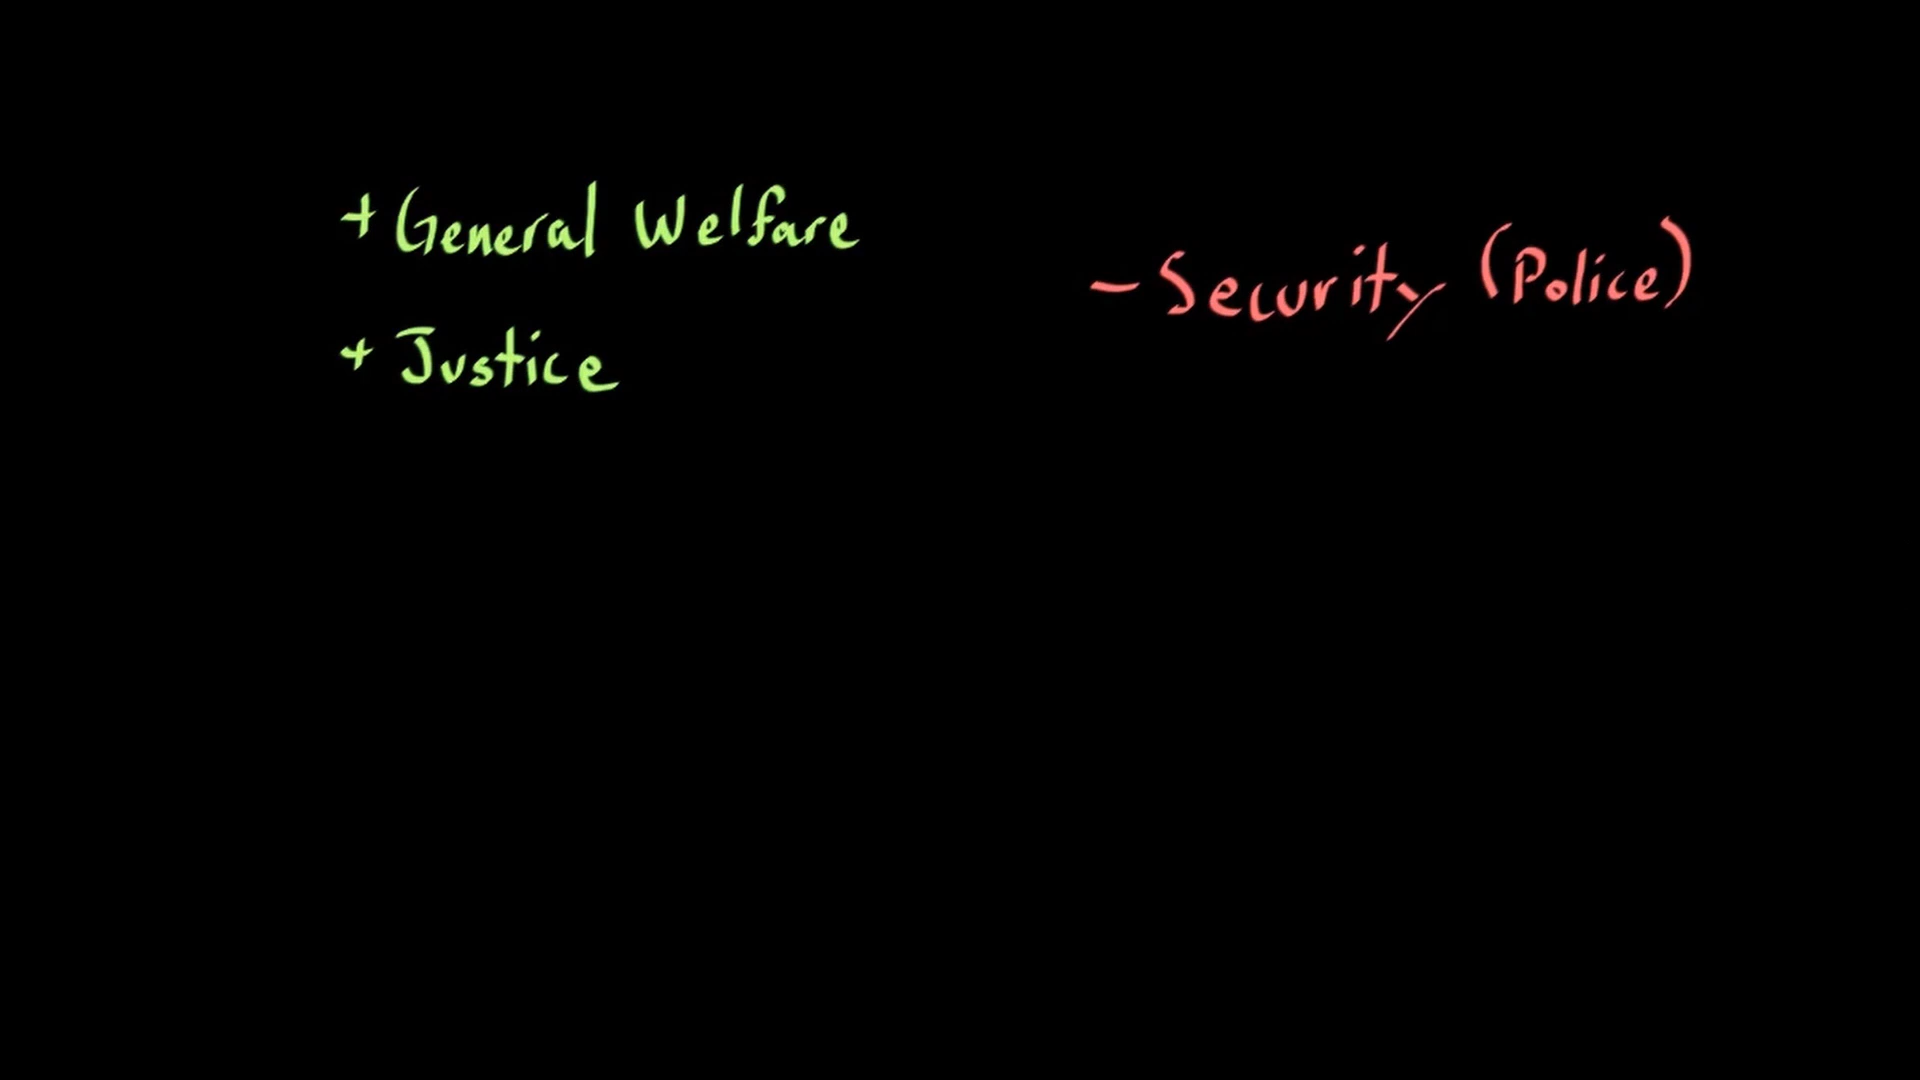 + General Welfare
- Security (Police)
+ Justice